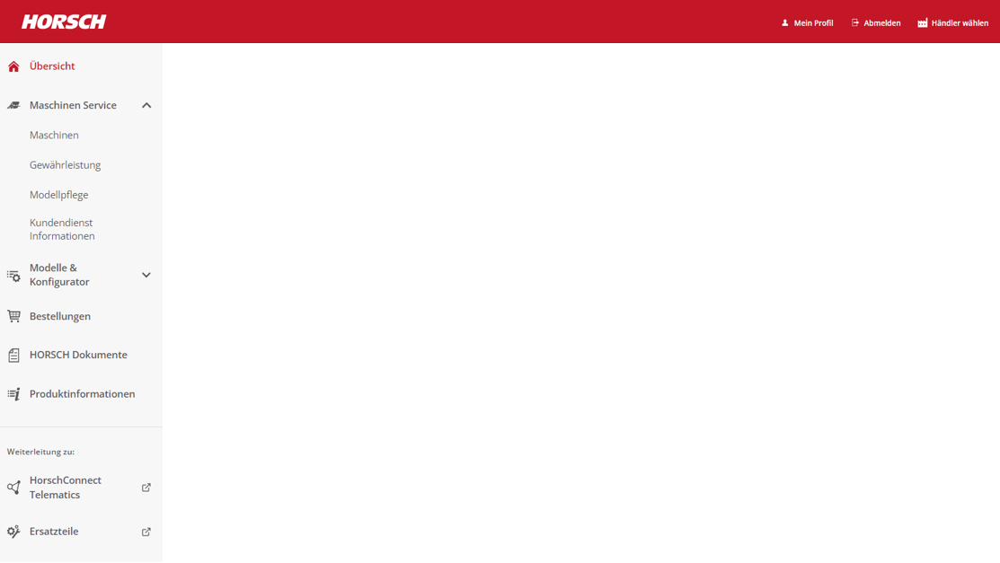 HORSCH
Mein Profil
Abmelden
Händler wählen
Übersicht
Maschinen Service
Maschinen
Gewährleistung
Modellpflege
Kundendienst
Informationen
Modelle &
Konfigurator
Bestellungen
HORSCH Dokumente
Produktinformationen
Weiterleitung zu:
HorschConnect
Telematics
Ersatzteile